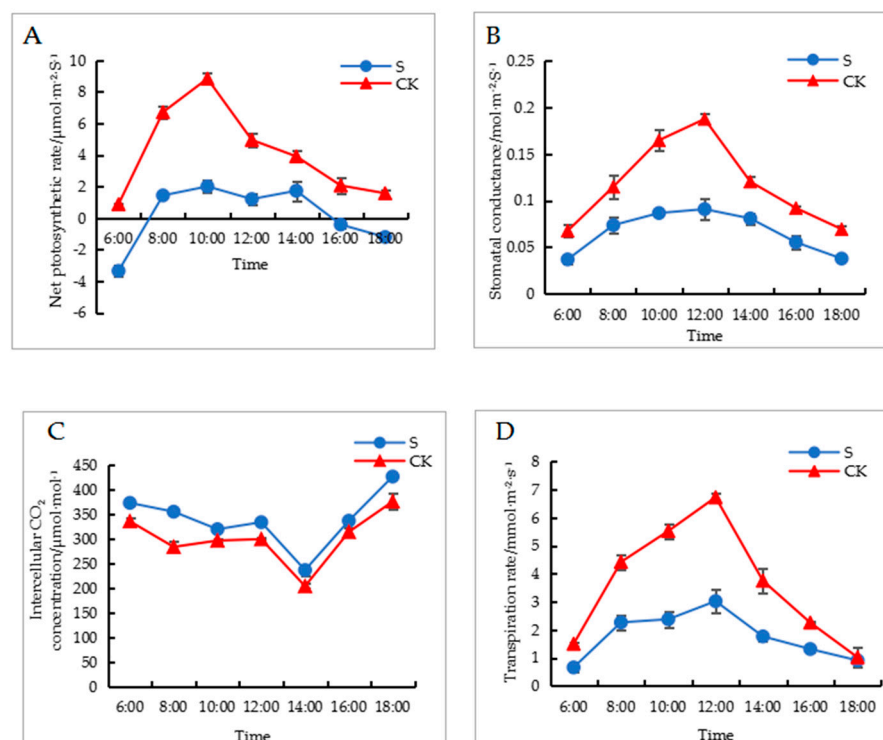 A
S
CK
Net ptotosynthetic rate/μmol·m⁻²·S⁻¹
10
8
6
4
2
0
-2
-4
-6
6:00 8:00 10:00 12:00 14:00 16:00 18:00
Time
B
S
CK
Stomatal conductance/mol·m⁻²S⁻¹
0.25
0.2
0.15
0.1
0.05
0
6:00 8:00 10:00 12:00 14:00 16:00 18:00
Time
C
S
CK
Intercellular CO₂
concentration/μmol·mol⁻¹
450
400
350
300
250
200
150
100
50
0
6:00 8:00 10:00 12:00 14:00 16:00 18:00
Time
D
S
CK
Transpiration rate/mmol·m⁻²·s⁻¹
8
7
6
5
4
3
2
1
0
6:00 8:00 10:00 12:00 14:00 16:00 18:00
Time